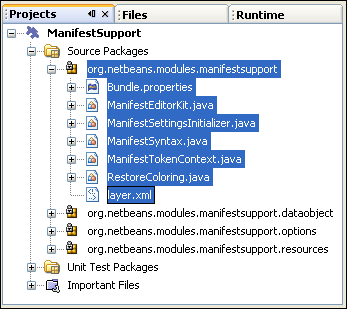 Projects Files Runtime
ManifestSupport
Source Packages
org.netbeans.modules.manifestsupport
Bundle.properties
ManifestEditorKit.java
ManifestSettingsInitializer.java
ManifestSyntax.java
ManifestTokenContext.java
RestoreColoring.java
layer.xml
org.netbeans.modules.manifestsupport.dataobject
org.netbeans.modules.manifestsupport.options
org.netbeans.modules.manifestsupport.resources
Unit Test Packages
Important Files